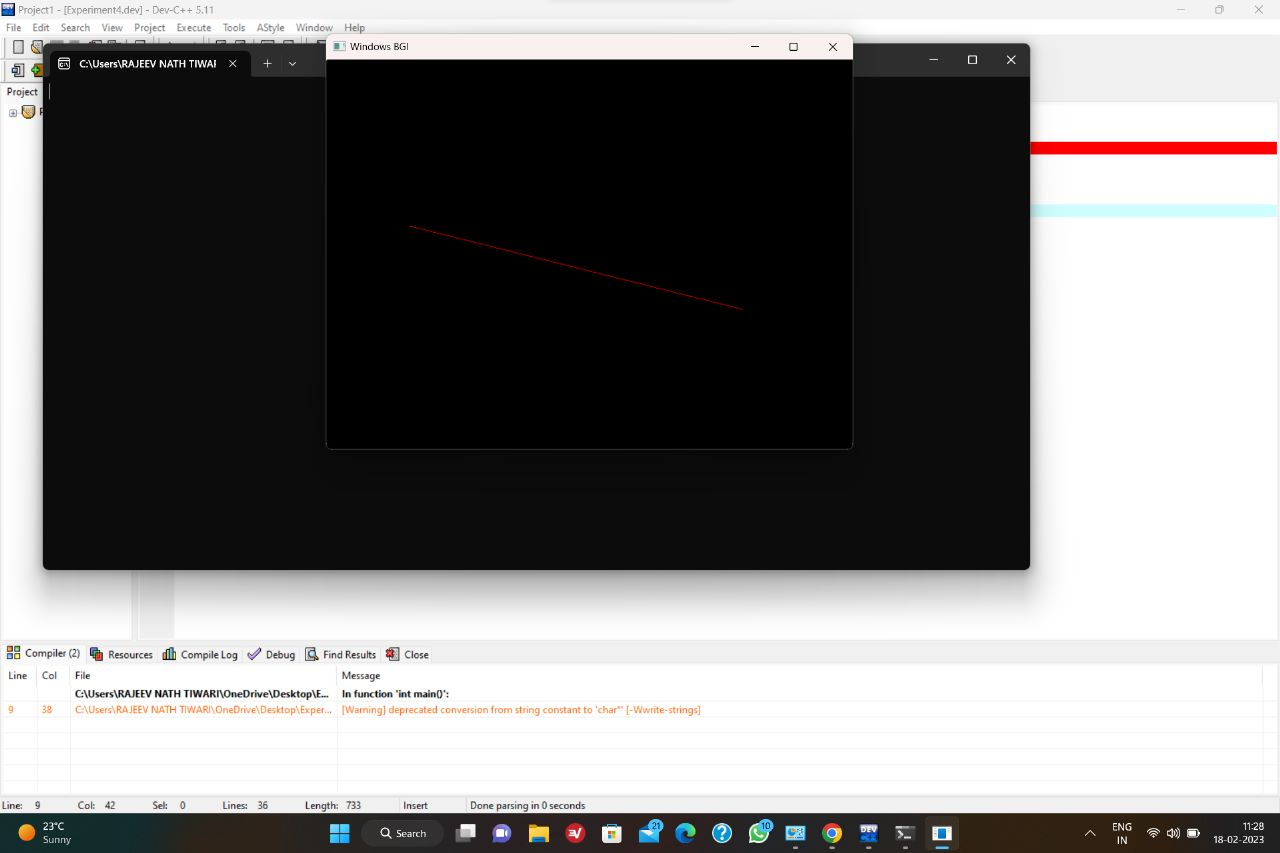 Project1 - [Experiment4.dev] - Dev-C++ 5.11
File Edit Search View Project Execute Tools AStyle Window Help
Windows BGI
C:\Users\RAJEEV NATH TIWAR
Project
Compiler (2) Resources Compile Log Debug Find Results Close
Line Col File Message
C:\Users\RAJEEV NATH TIWARI\OneDrive\Desktop\E... In function 'int main()':
9 38 C:\Users\RAJEEV NATH TIWARI\OneDrive\Desktop\Exper... [Warning] deprecated conversion from string constant to 'char*' [-Wwrite-strings]
Line: 9 Col: 42 Sel: 0 Lines: 36 Length: 733 Insert Done parsing in 0 seconds
23°C
Sunny
Search
21
10
DEV
ENG
IN
11:28
18-02-2023